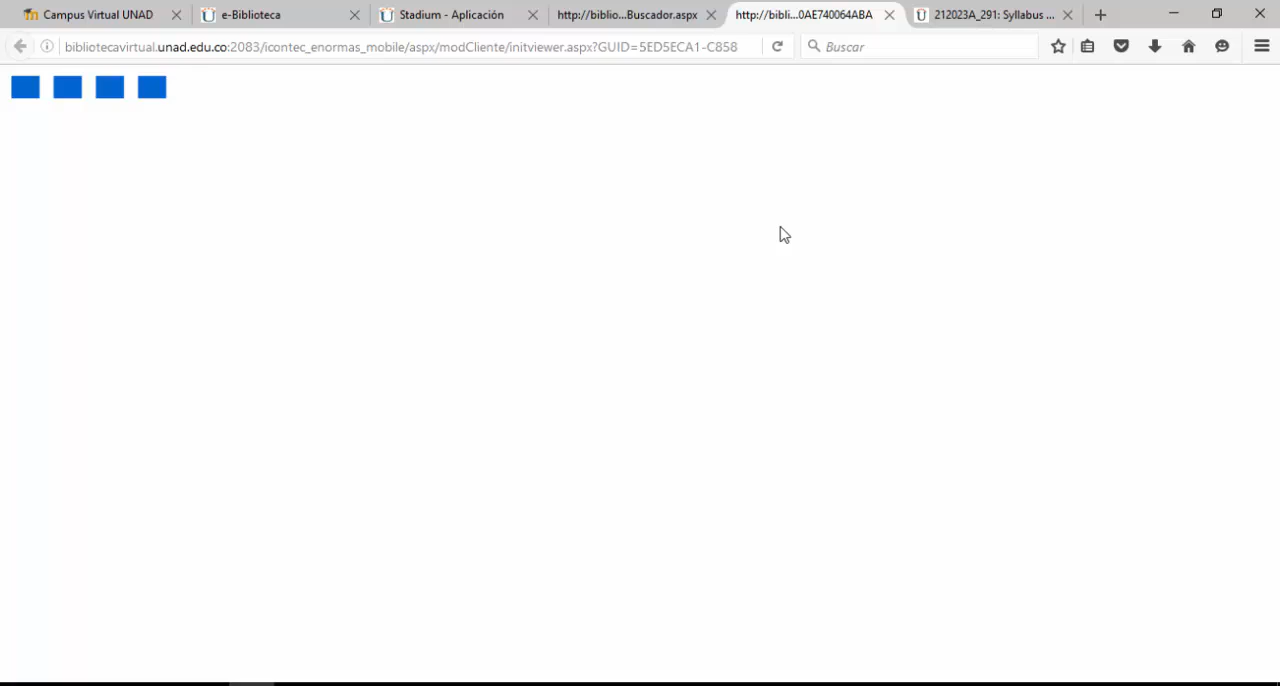 Campus Virtual UNAD
e-Biblioteca
Stadium - Aplicación
http://biblio...Buscador.aspx
http://bibli...0AE740064ABA
212023A_291: Syllabus ...
bibliotecavirtual.unad.edu.co:2083/icontec_enormas_mobile/aspx/modCliente/initviewer.aspx?GUID=5ED5ECA1-C858
Buscar